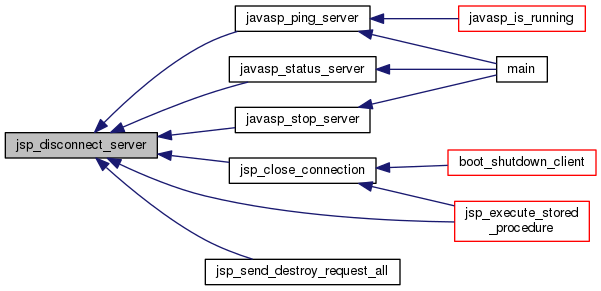 javasp_ping_server
javasp_is_running
javasp_status_server
main
javasp_stop_server
jsp_disconnect_server
jsp_close_connection
boot_shutdown_client
jsp_execute_stored
_procedure
jsp_send_destroy_request_all